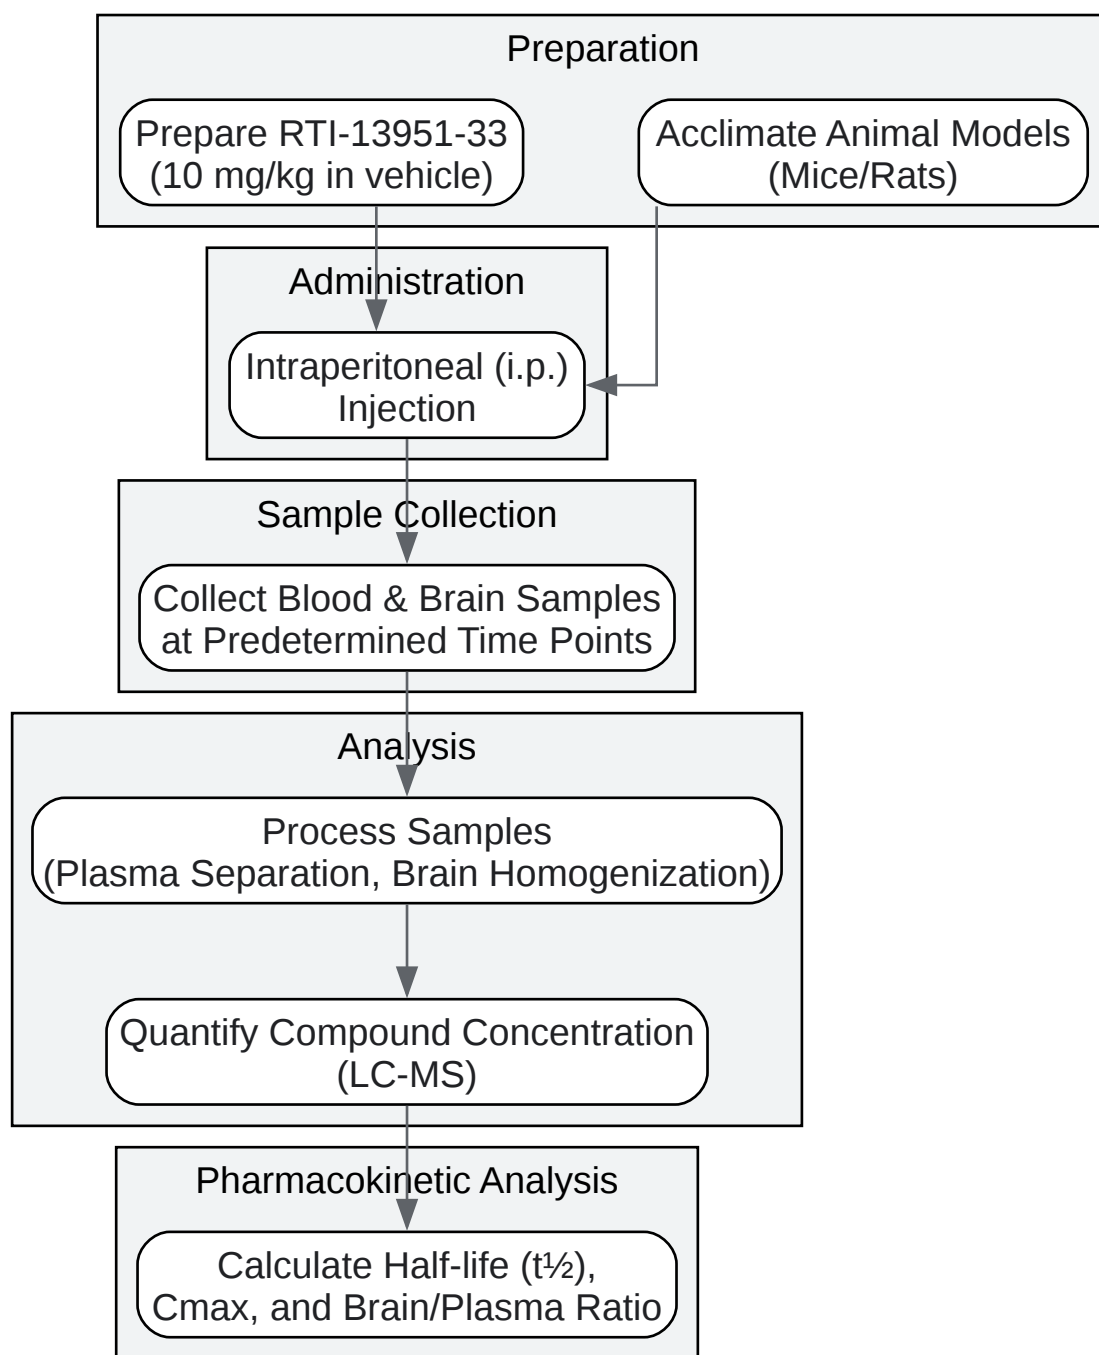 Preparation
Prepare RTI-13951-33
(10 mg/kg in vehicle)
Acclimate Animal Models
(Mice/Rats)
Administration
Intraperitoneal (i.p.)
Injection
Sample Collection
Collect Blood & Brain Samples
at Predetermined Time Points
Analysis
Process Samples
(Plasma Separation, Brain Homogenization)
Quantify Compound Concentration
(LC-MS)
Pharmacokinetic Analysis
Calculate Half-life (t½),
Cmax, and Brain/Plasma Ratio